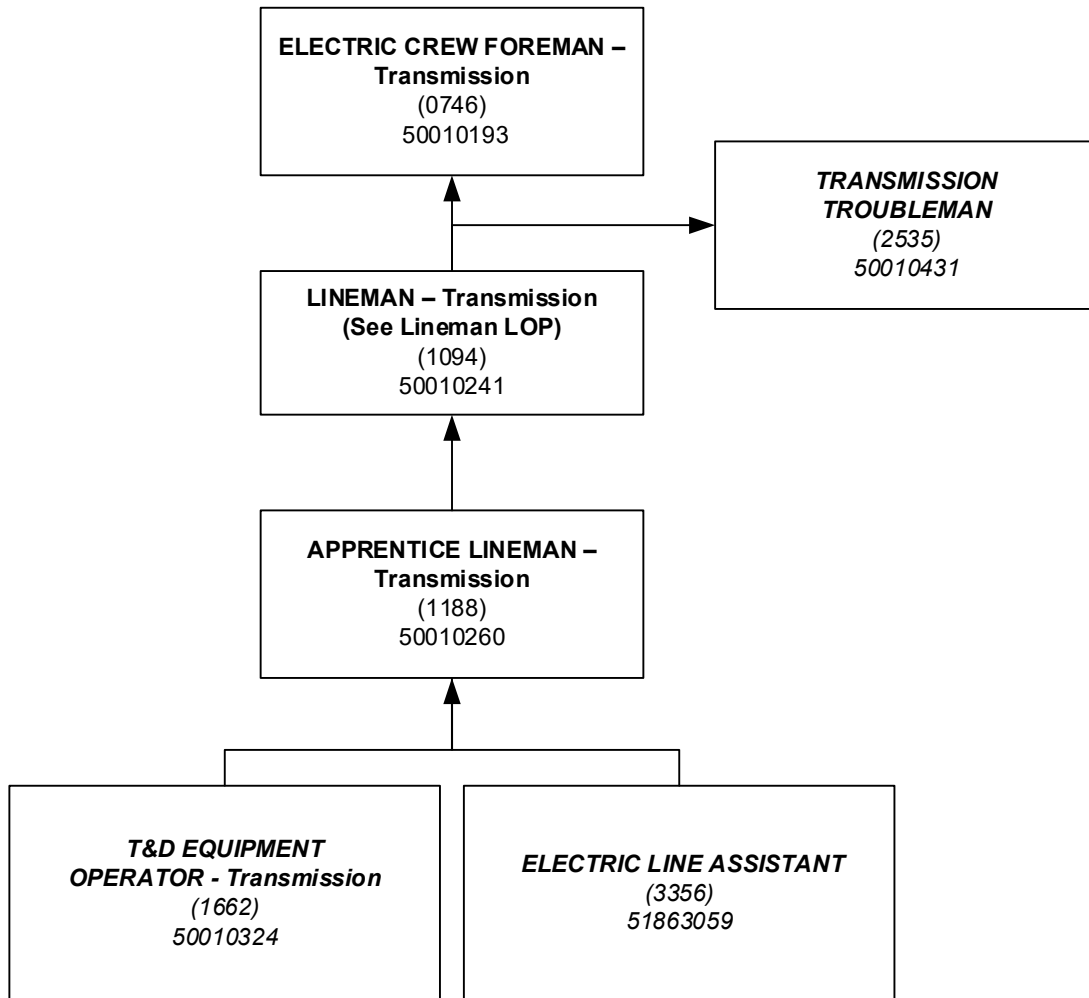 ELECTRIC CREW FOREMAN –
Transmission
(0746)
50010193
TRANSMISSION
TROUBLEMAN
(2535)
50010431
LINEMAN – Transmission
(See Lineman LOP)
(1094)
50010241
APPRENTICE LINEMAN –
Transmission
(1188)
50010260
T&D EQUIPMENT
OPERATOR - Transmission
(1662)
50010324
ELECTRIC LINE ASSISTANT
(3356)
51863059